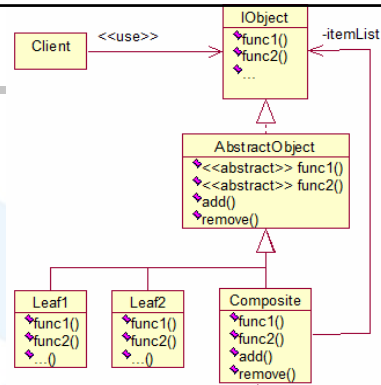 IObject
func1()
func2()
...
Client
<<use>>
-itemList
AbstractObject
<<abstract>> func1()
<<abstract>> func2()
add()
remove()
Leaf1
func1()
func2()
...()
Leaf2
func1()
func2()
...()
Composite
func1()
func2()
add()
remove()